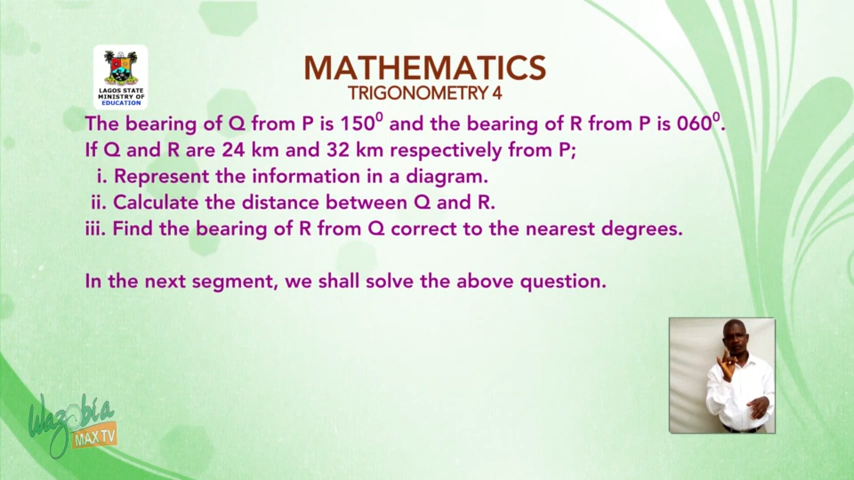 LAGOS STATE
MINISTRY OF
EDUCATION
MATHEMATICS
TRIGONOMETRY 4
The bearing of Q from P is 150⁰ and the bearing of R from P is 060⁰.
If Q and R are 24 km and 32 km respectively from P;
i. Represent the information in a diagram.
ii. Calculate the distance between Q and R.
iii. Find the bearing of R from Q correct to the nearest degrees.
In the next segment, we shall solve the above question.
Wazobia
MAX TV